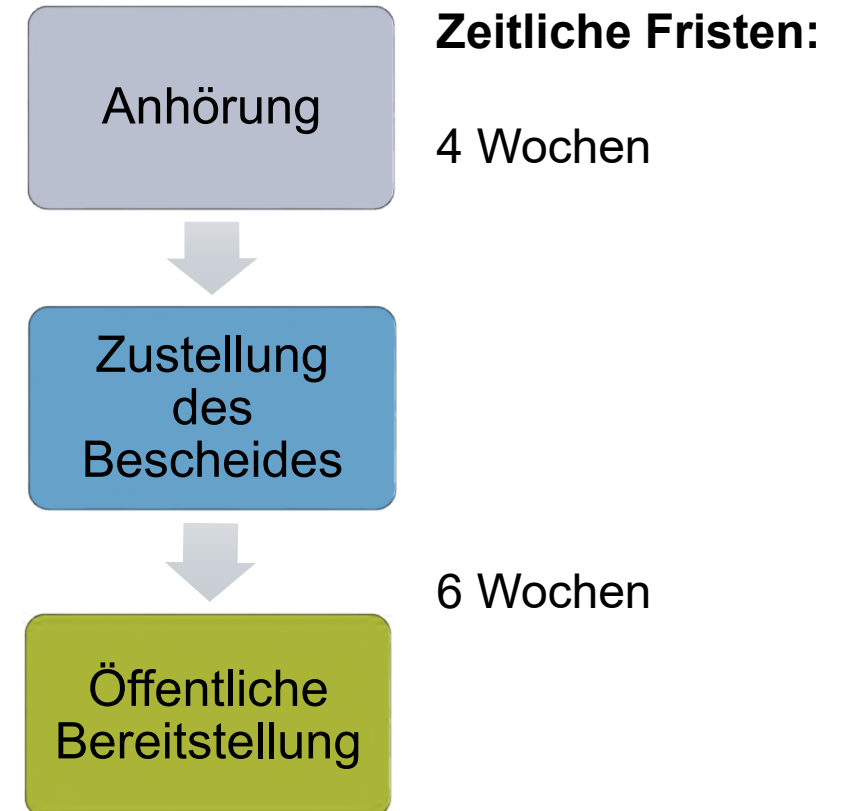 Zeitliche Fristen:
Anhörung
4 Wochen
Zustellung
des
Bescheides
6 Wochen
Öffentliche
Bereitstellung